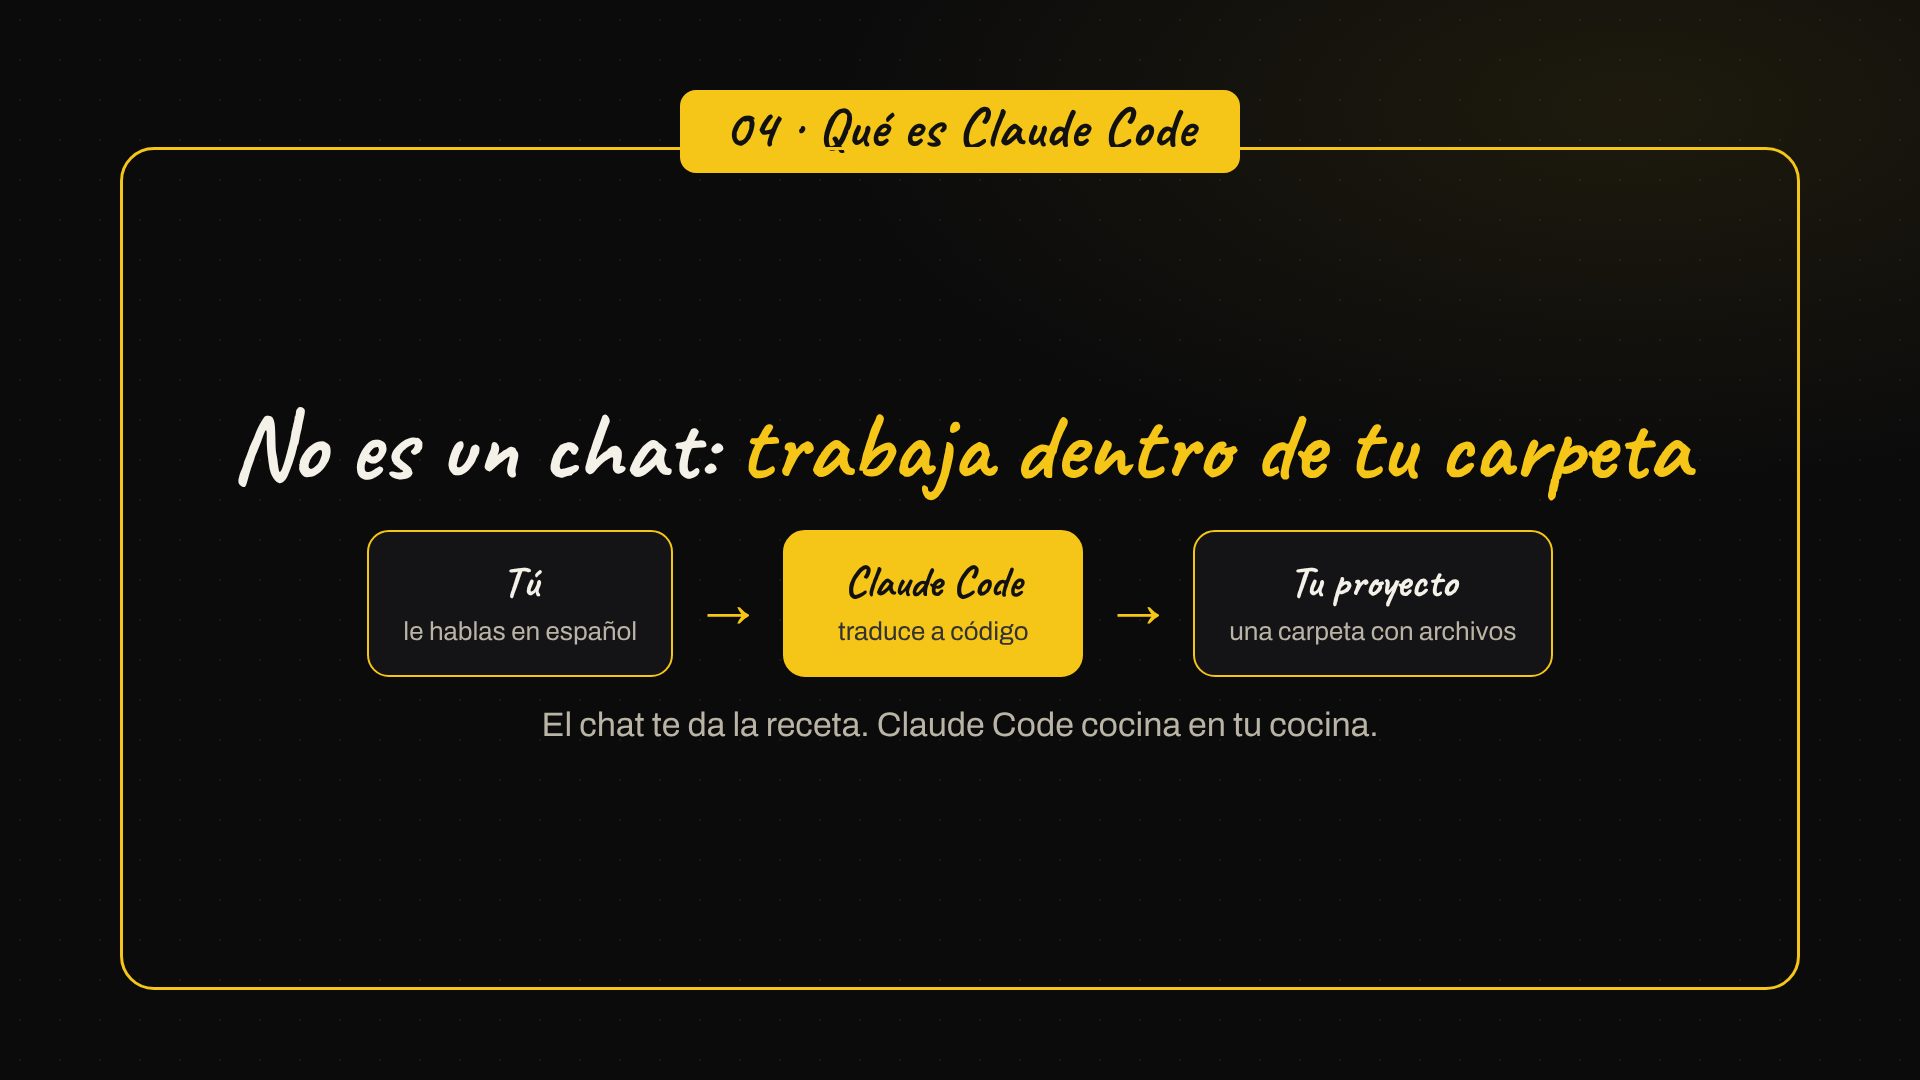 04 · Qué es Claude Code
No es un chat: trabaja dentro de tu carpeta
Tú
le hablas en español
→
Claude Code
traduce a código
→
Tu proyecto
una carpeta con archivos
El chat te da la receta. Claude Code cocina en tu cocina.